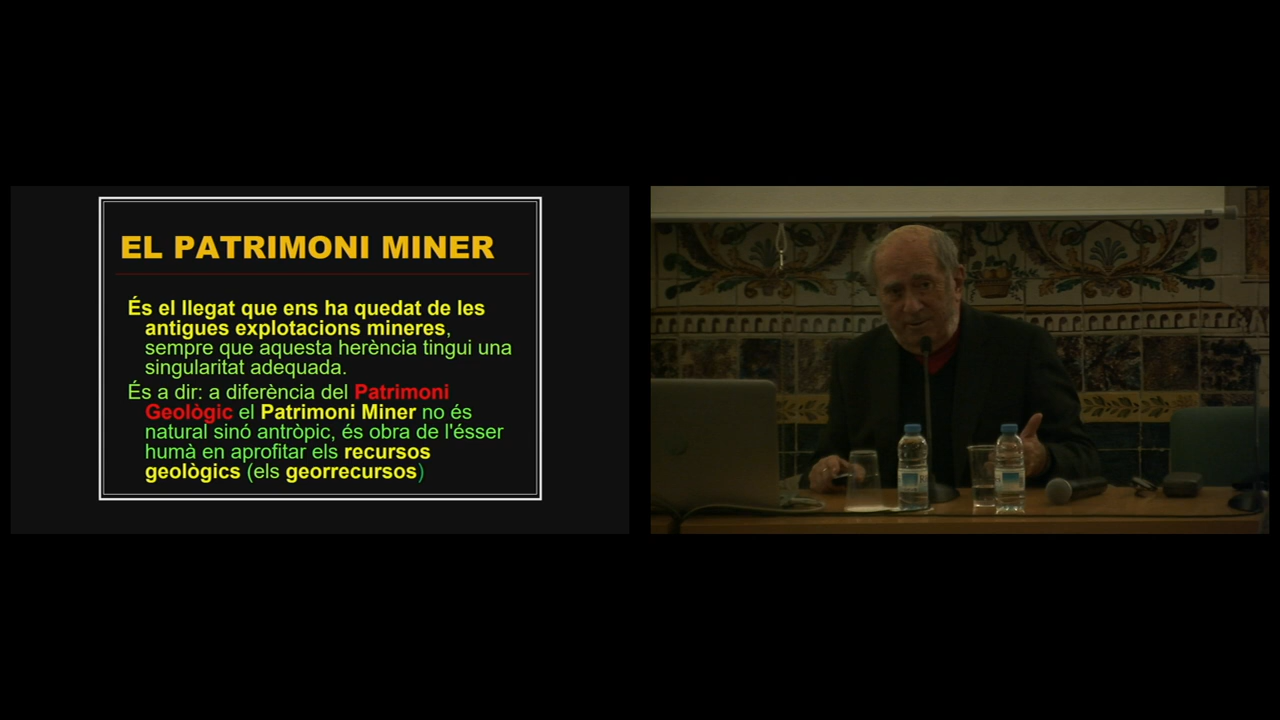 EL PATRIMONI MINER
És el llegat que ens ha quedat de les
antigues explotacions mineres,
sempre que aquesta herència tingui una
singularitat adequada.
És a dir: a diferència del Patrimoni
Geològic el Patrimoni Miner no és
natural sinó antròpic, és obra de l'ésser
humà en aprofitar els recursos
geològics (els georrecursos)